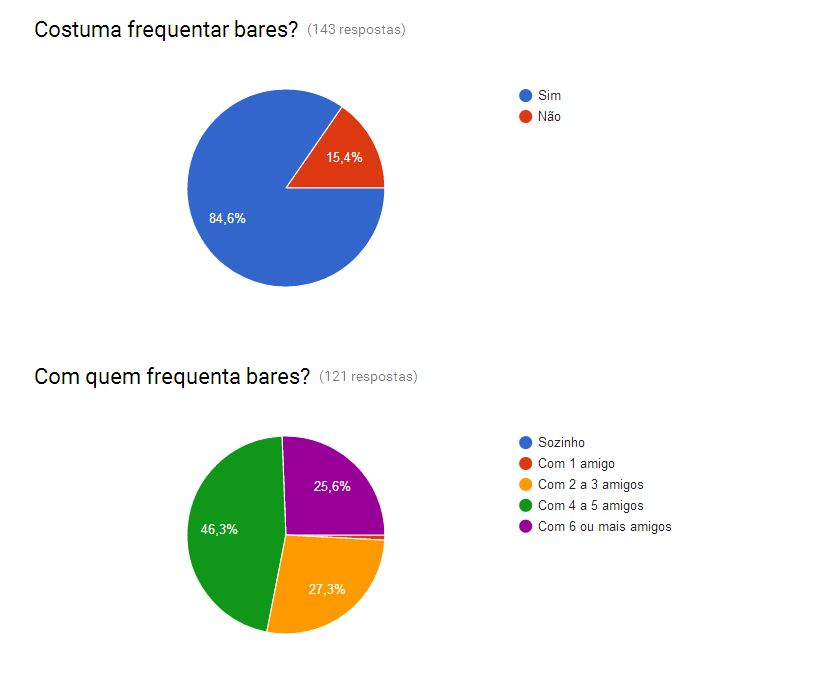 Costuma frequentar bares? (143 respostas)
Sim
Não
15,4%
84,6%
Com quem frequenta bares? (121 respostas)
Sozinho
Com 1 amigo
Com 2 a 3 amigos
Com 4 a 5 amigos
Com 6 ou mais amigos
25,6%
46,3%
27,3%